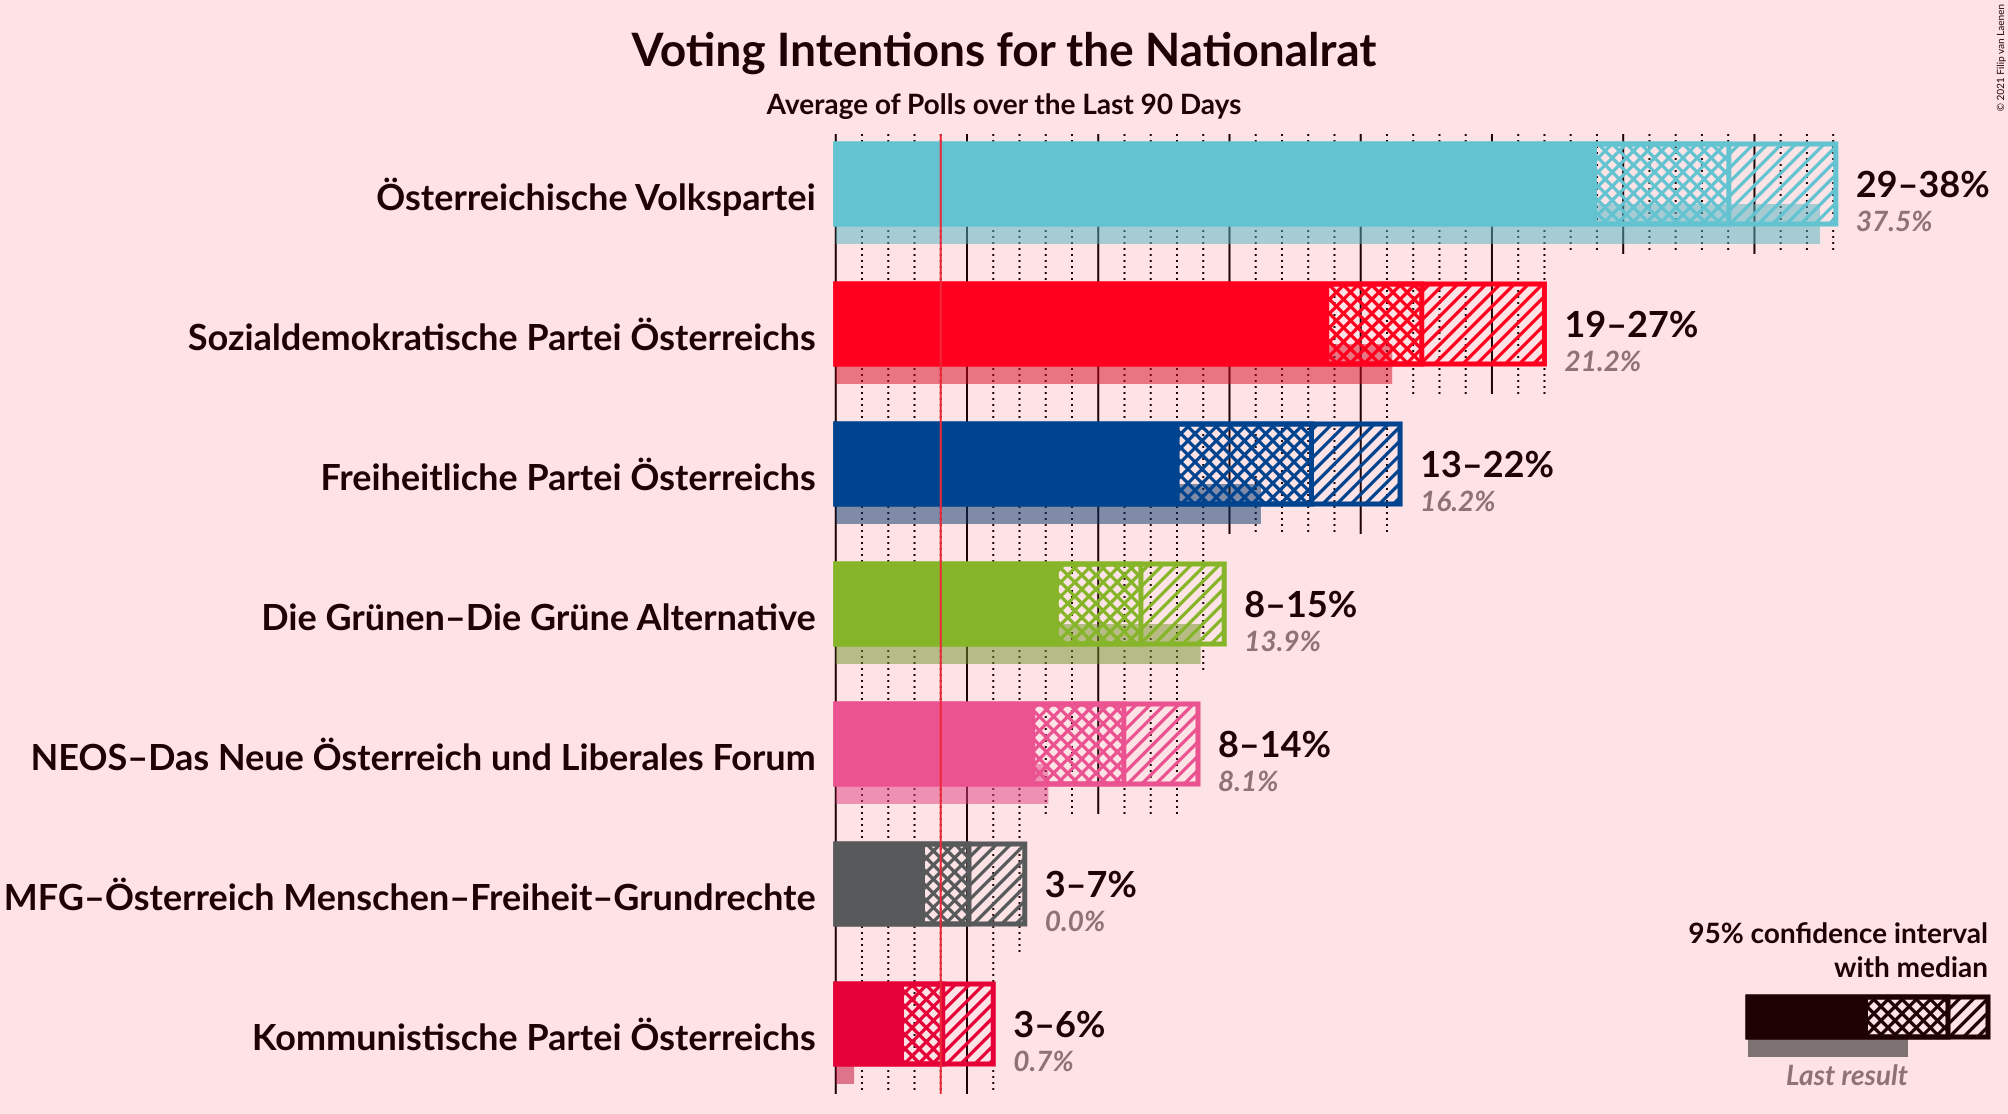 Voting Intentions for the Nationalrat
Average of Polls over the Last 90 Days
© 2021 Filip van Laenen
Österreichische Volkspartei
29–38%
37.5%
Sozialdemokratische Partei Österreichs
19–27%
21.2%
Freiheitliche Partei Österreichs
13–22%
16.2%
Die Grünen–Die Grüne Alternative
8–15%
13.9%
NEOS–Das Neue Österreich und Liberales Forum
8–14%
8.1%
MFG–Österreich Menschen–Freiheit–Grundrechte
3–7%
0.0%
Kommunistische Partei Österreichs
3–6%
0.7%
95% confidence interval
with median
Last result